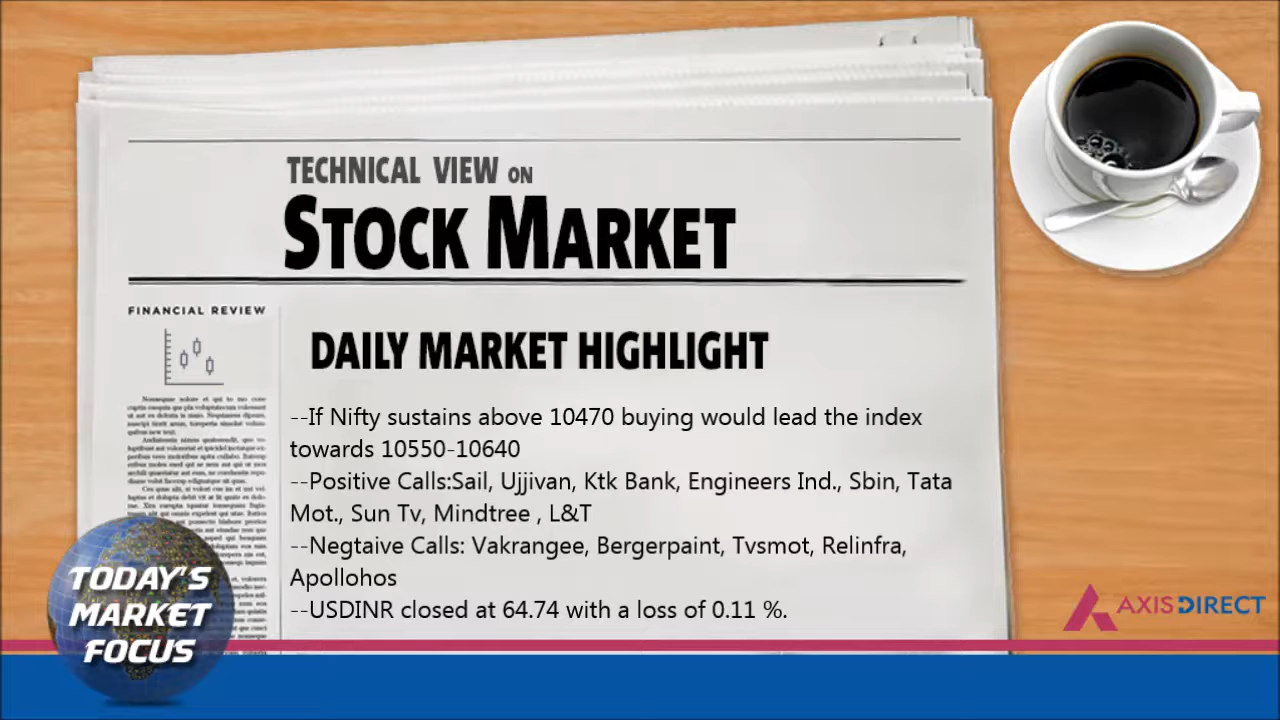 TECHNICAL VIEW ON
STOCK MARKET
FINANCIAL REVIEW
DAILY MARKET HIGHLIGHT
--If Nifty sustains above 10470 buying would lead the index
towards 10550-10640
--Positive Calls:Sail, Ujjivan, Ktk Bank, Engineers Ind., Sbin, Tata
Mot., Sun Tv, Mindtree , L&T
--Negtaive Calls: Vakrangee, Bergerpaint, Tvsmot, Relinfra,
Apollohos
--USDINR closed at 64.74 with a loss of 0.11 %.
TODAY'S
MARKET
FOCUS
AXIS DIRECT